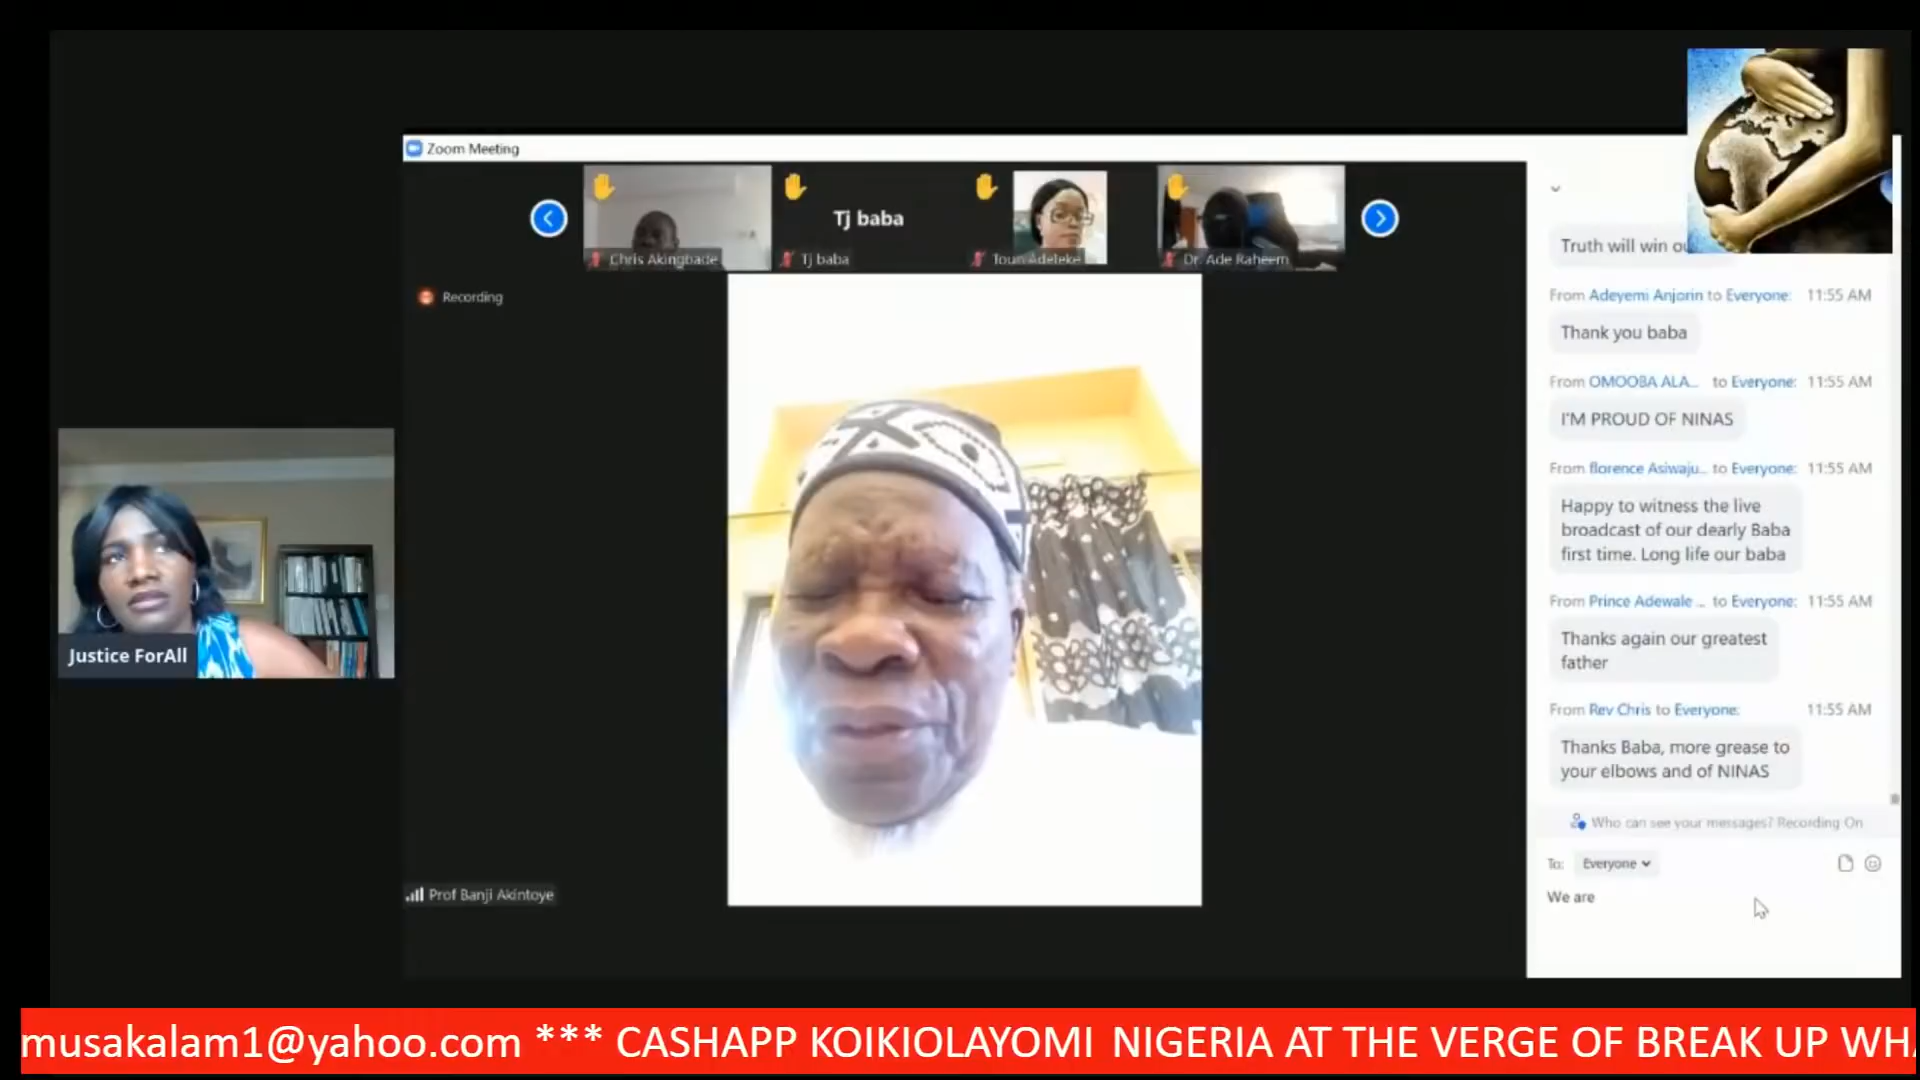 Zoom Meeting
Tj baba
Chris Akingbade
Tj baba
Toun Adeleke
Dr. Ade Raheem
Recording
Justice ForAll
Prof Banji Akintoye
Truth will win
From Adeyemi Anjorin to Everyone: 11:55 AM
Thank you baba
From OMOOBA ALA... to Everyone: 11:55 AM
I'M PROUD OF NINAS
From florence Asiwaju... to Everyone: 11:55 AM
Happy to witness the live
broadcast of our dearly Baba
first time. Long life our baba
From Prince Adewale ... to Everyone: 11:55 AM
Thanks again our greatest
father
From Rev Chris to Everyone: 11:55 AM
Thanks Baba, more grease to
your elbows and of NINAS
Who can see your messages? Recording On
To: Everyone
We are
musakalam1@yahoo.com *** CASHAPP KOIKIOLAYOMI NIGERIA AT THE VERGE OF BREAK UP WHA